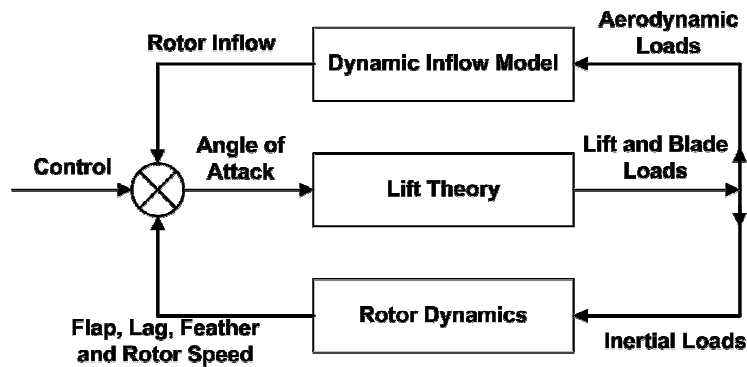 Rotor Inflow
Dynamic Inflow Model
Aerodynamic
Loads
Control
Angle of
Attack
Lift Theory
Lift and Blade
Loads
Flap, Lag, Feather
and Rotor Speed
Rotor Dynamics
Inertial Loads